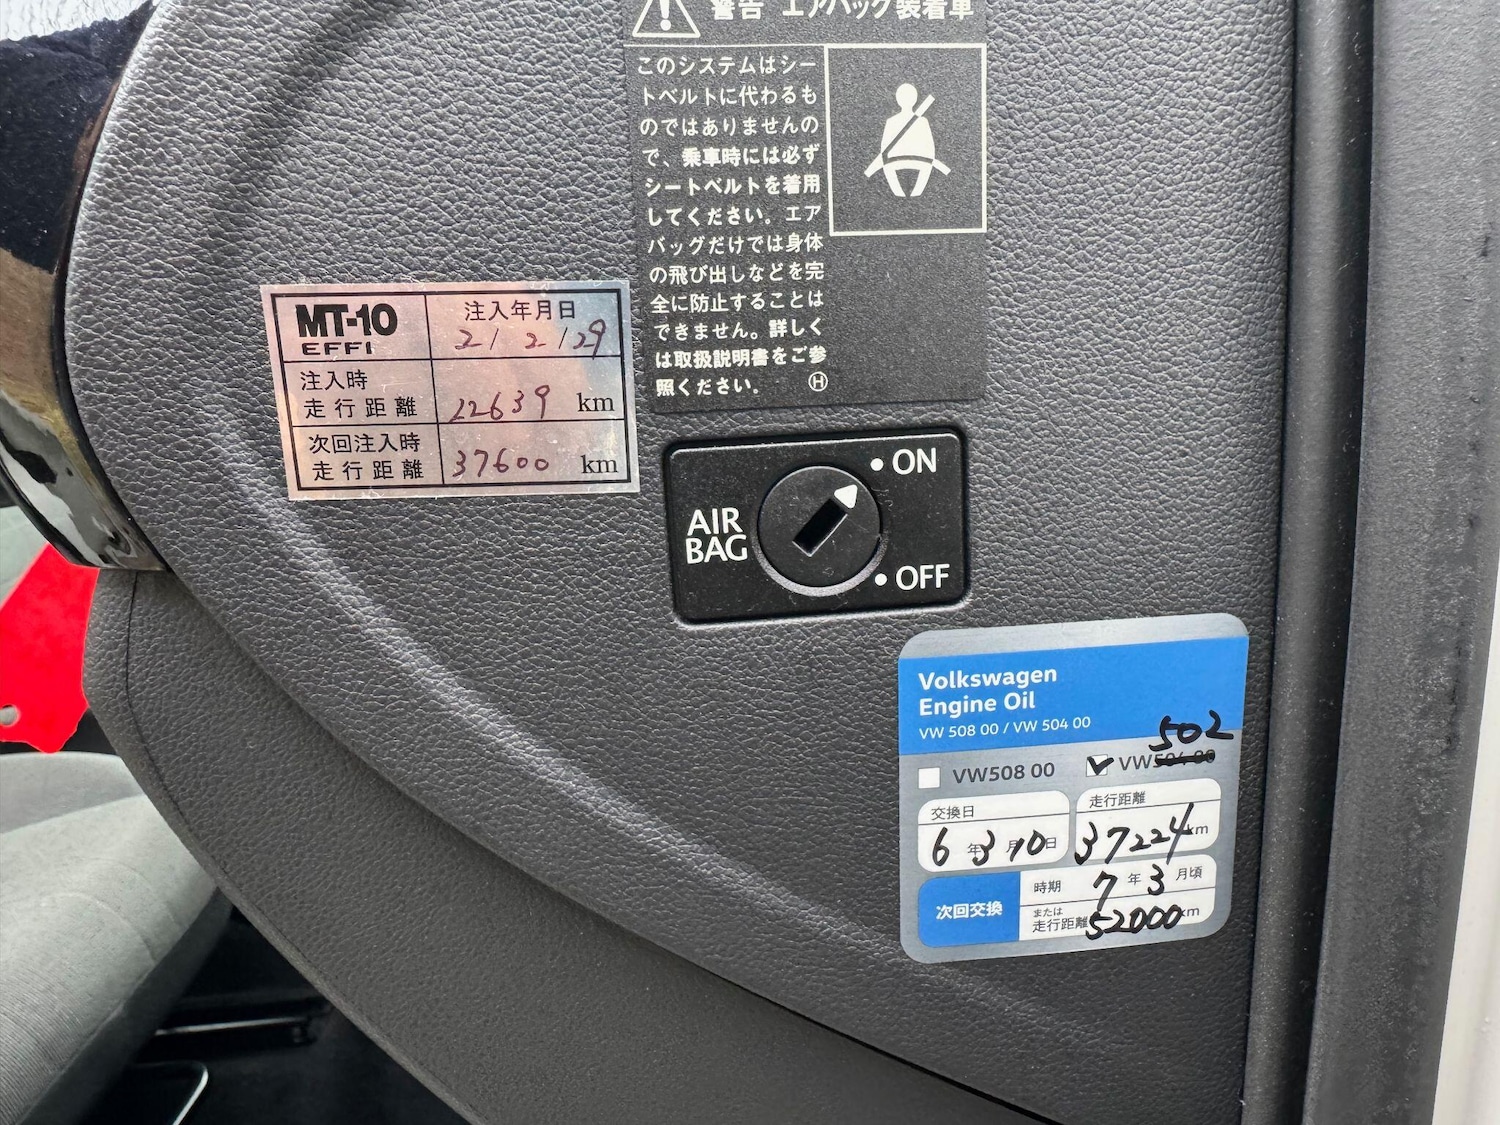 警告 エアバッグ装着車
このシステムはシー
トベルトに代わるも
のではありませんの
で、乗車時には必ず
シートベルトを着用
してください。エア
バッグだけでは身体
の飛び出しなどを完
全に防止することは
できません。詳しく
は取扱説明書をご参
照ください。 Ⓗ
MT-10
EFFI
注入年月日
21 2/29
注入時
走行距離 22639 km
次回注入時
走行距離 37600 km
AIR
BAG
• ON
• OFF
Volkswagen
Engine Oil
VW 508 00 / VW 504 00
502
VW508 00 ✓ VW504 00
交換日 走行距離
6年3月10日 37224km
次回交換
時期 7年3月頃
または
走行距離 52000km